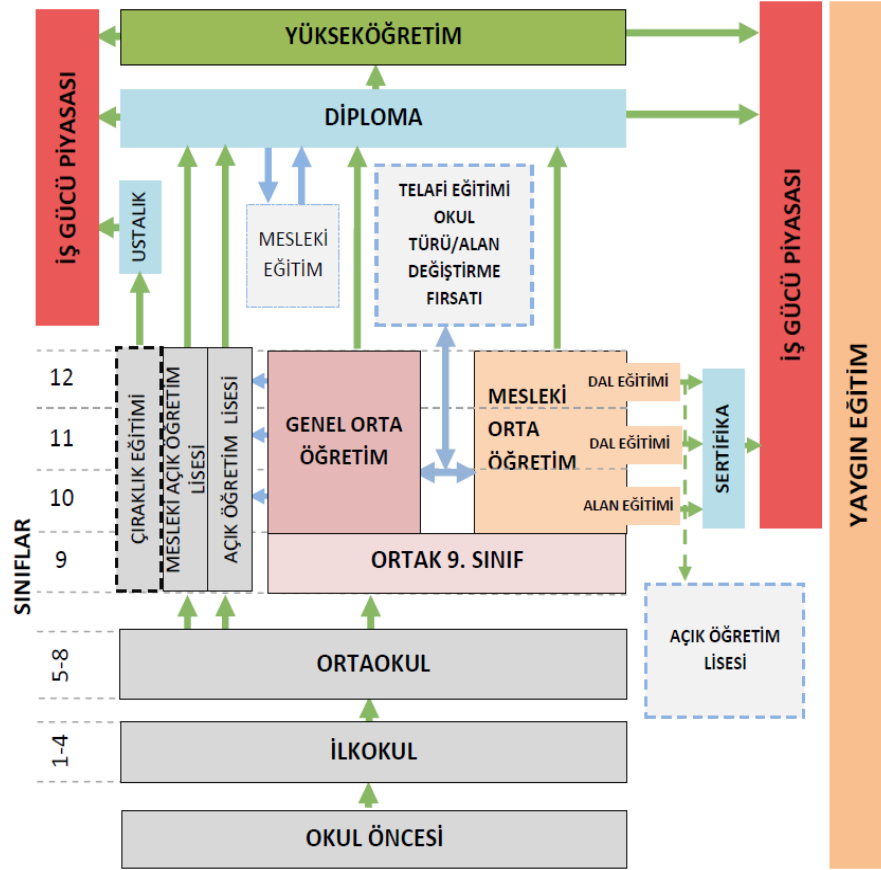 YÜKSEKÖĞRETİM
DİPLOMA
İŞ GÜCÜ PİYASASI
USTALIK
MESLEKİ
EĞİTİM
TELAFİ EĞİTİMİ
OKUL
TÜRÜ/ALAN
DEĞİŞTİRME
FIRSATI
İŞ GÜCÜ PİYASASI
YAYGIN EĞİTİM
SINIFLAR
12
11
10
9
5-8
1-4
ÇIRAKLIK EĞİTİMİ
MESLEKİ AÇIK ÖĞRETİM
LİSESİ
AÇIK ÖĞRETİM LİSESİ
GENEL ORTA
ÖĞRETİM
MESLEKİ
ORTA
ÖĞRETİM
DAL EĞİTİMİ
DAL EĞİTİMİ
ALAN EĞİTİMİ
SERTİFİKA
ORTAK 9. SINIF
AÇIK ÖĞRETİM
LİSESİ
ORTAOKUL
İLKOKUL
OKUL ÖNCESİ